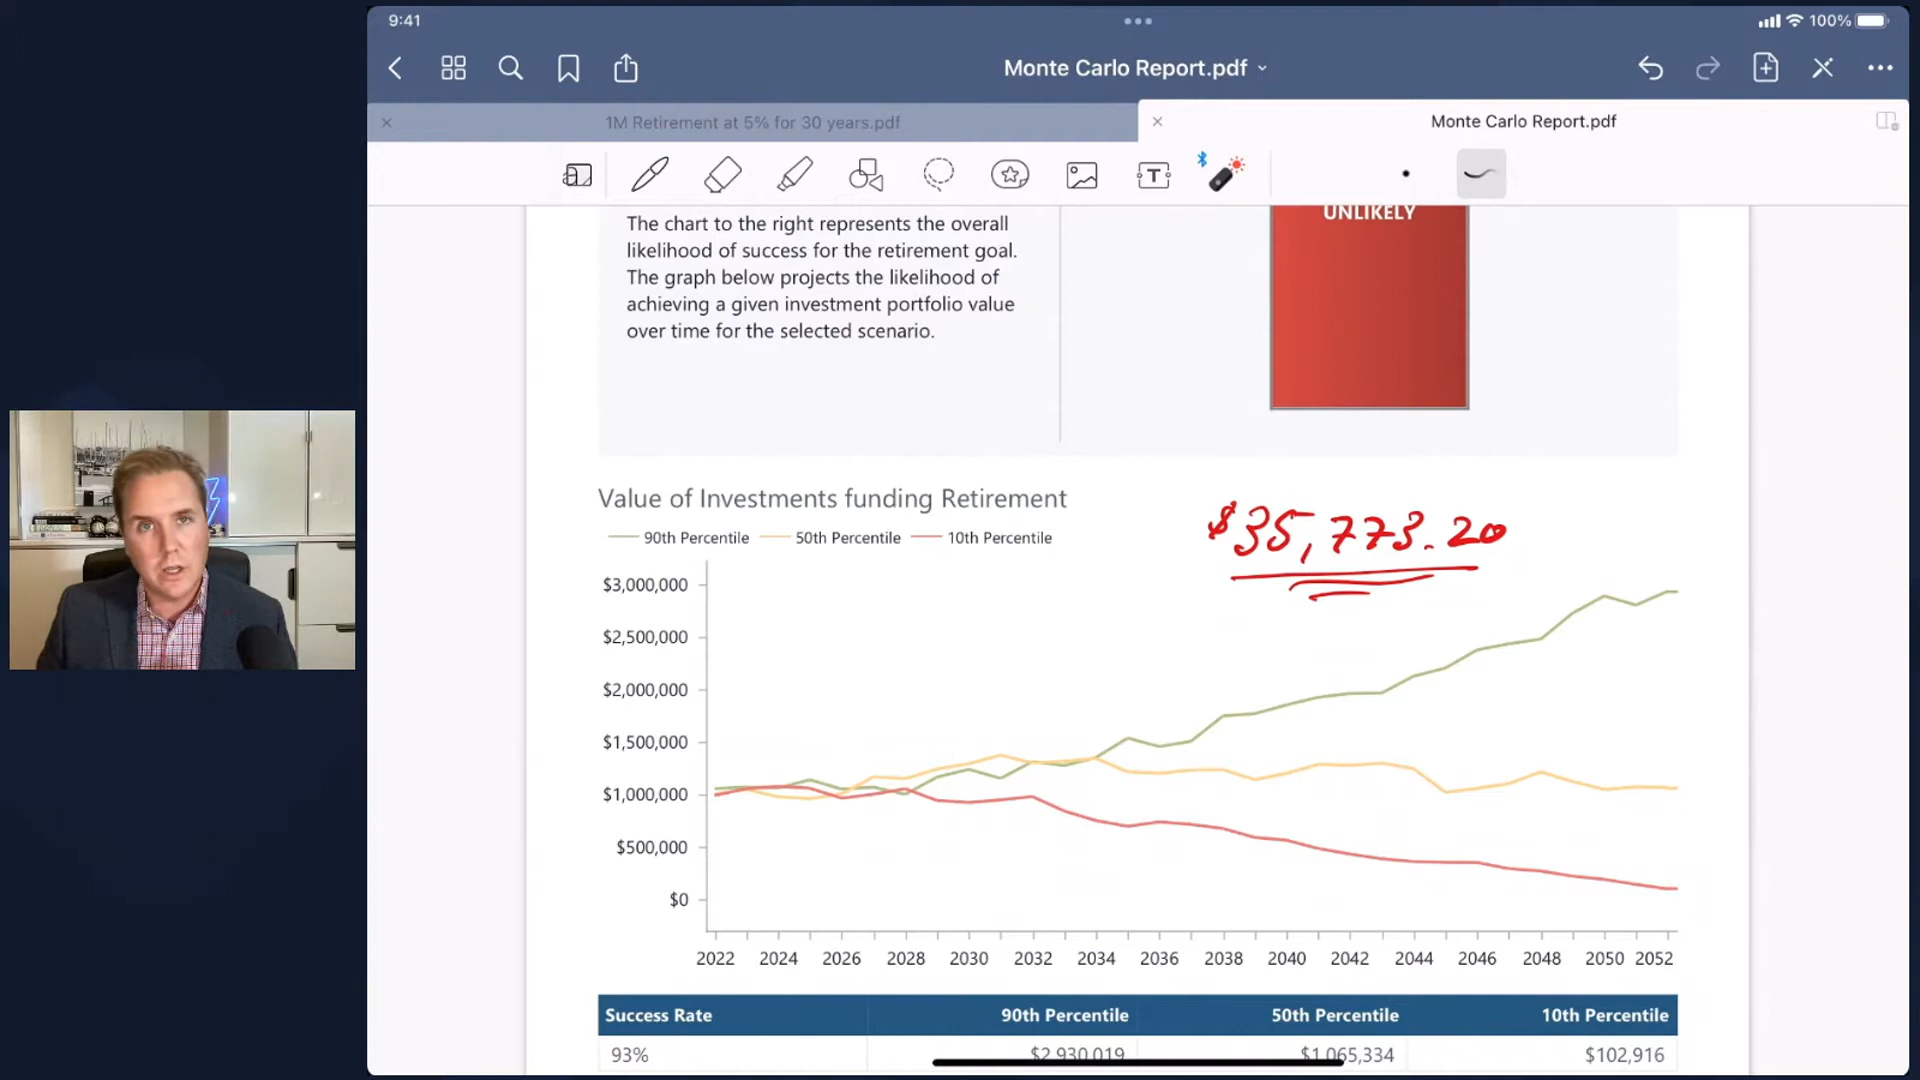 9:41
100%
Monte Carlo Report.pdf
1M Retirement at 5% for 30 years.pdf
Monte Carlo Report.pdf
The chart to the right represents the overall
likelihood of success for the retirement goal.
The graph below projects the likelihood of
achieving a given investment portfolio value
over time for the selected scenario.
UNLIKELY
Value of Investments funding Retirement
$35,773.20
90th Percentile 50th Percentile 10th Percentile
$3,000,000
$2,500,000
$2,000,000
$1,500,000
$1,000,000
$500,000
$0
2022 2024 2026 2028 2030 2032 2034 2036 2038 2040 2042 2044 2046 2048 2050 2052
Success Rate 90th Percentile 50th Percentile 10th Percentile
93% $2,930,019 $1,065,334 $102,916